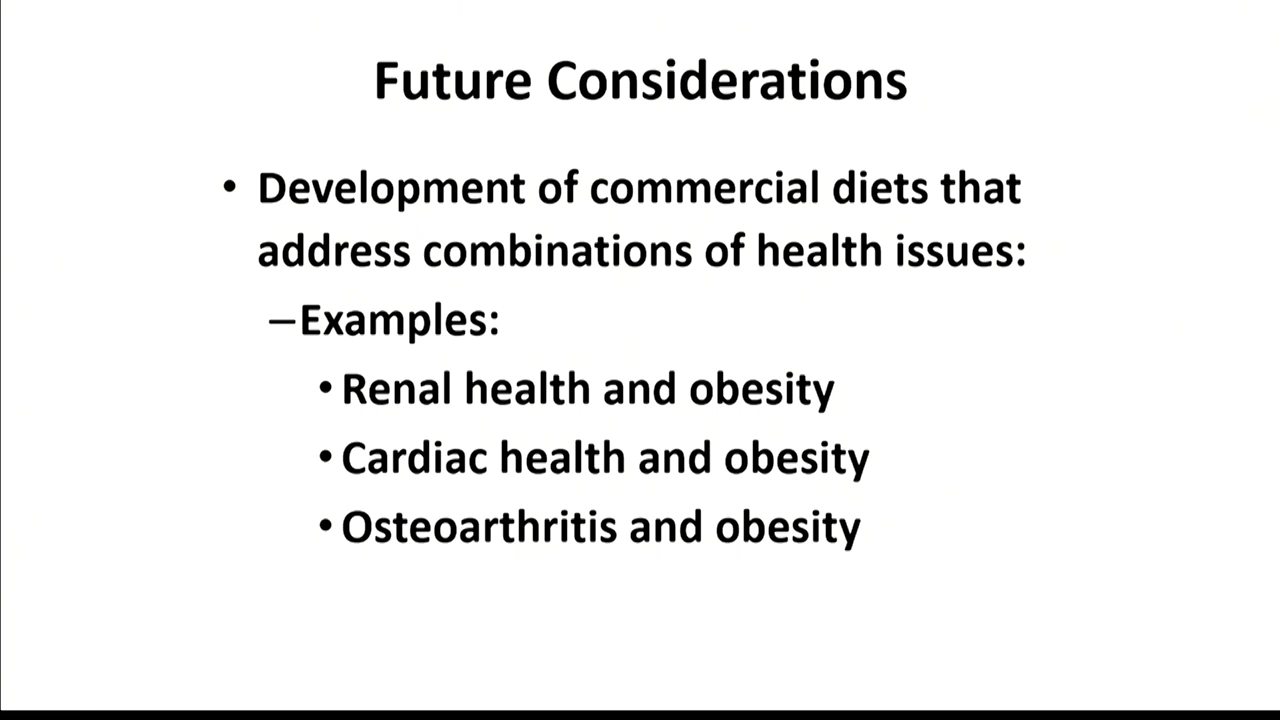 Future Considerations
• Development of commercial diets that
address combinations of health issues:
–Examples:
• Renal health and obesity
• Cardiac health and obesity
• Osteoarthritis and obesity